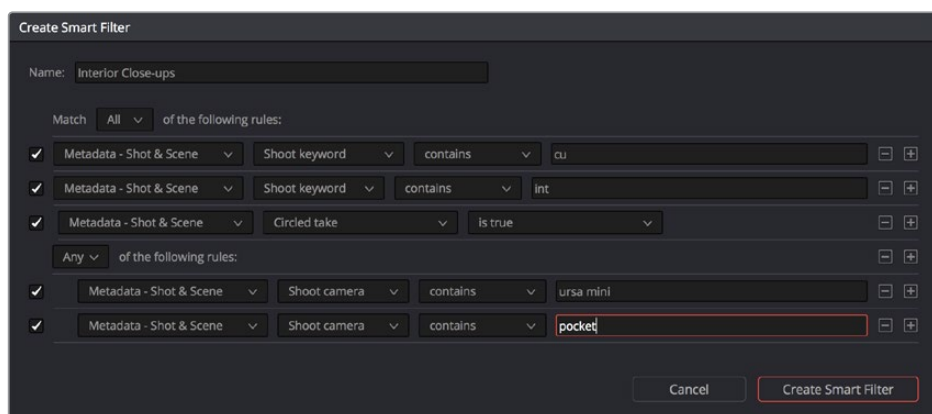 Create Smart Filter
Name: Interior Close-ups
Match All of the following rules:
Metadata - Shot & Scene Shoot keyword contains cu
Metadata - Shot & Scene Shoot keyword contains int
Metadata - Shot & Scene Circled take is true
Any of the following rules:
Metadata - Shot & Scene Shoot camera contains ursa mini
Metadata - Shot & Scene Shoot camera contains pocket
Cancel Create Smart Filter